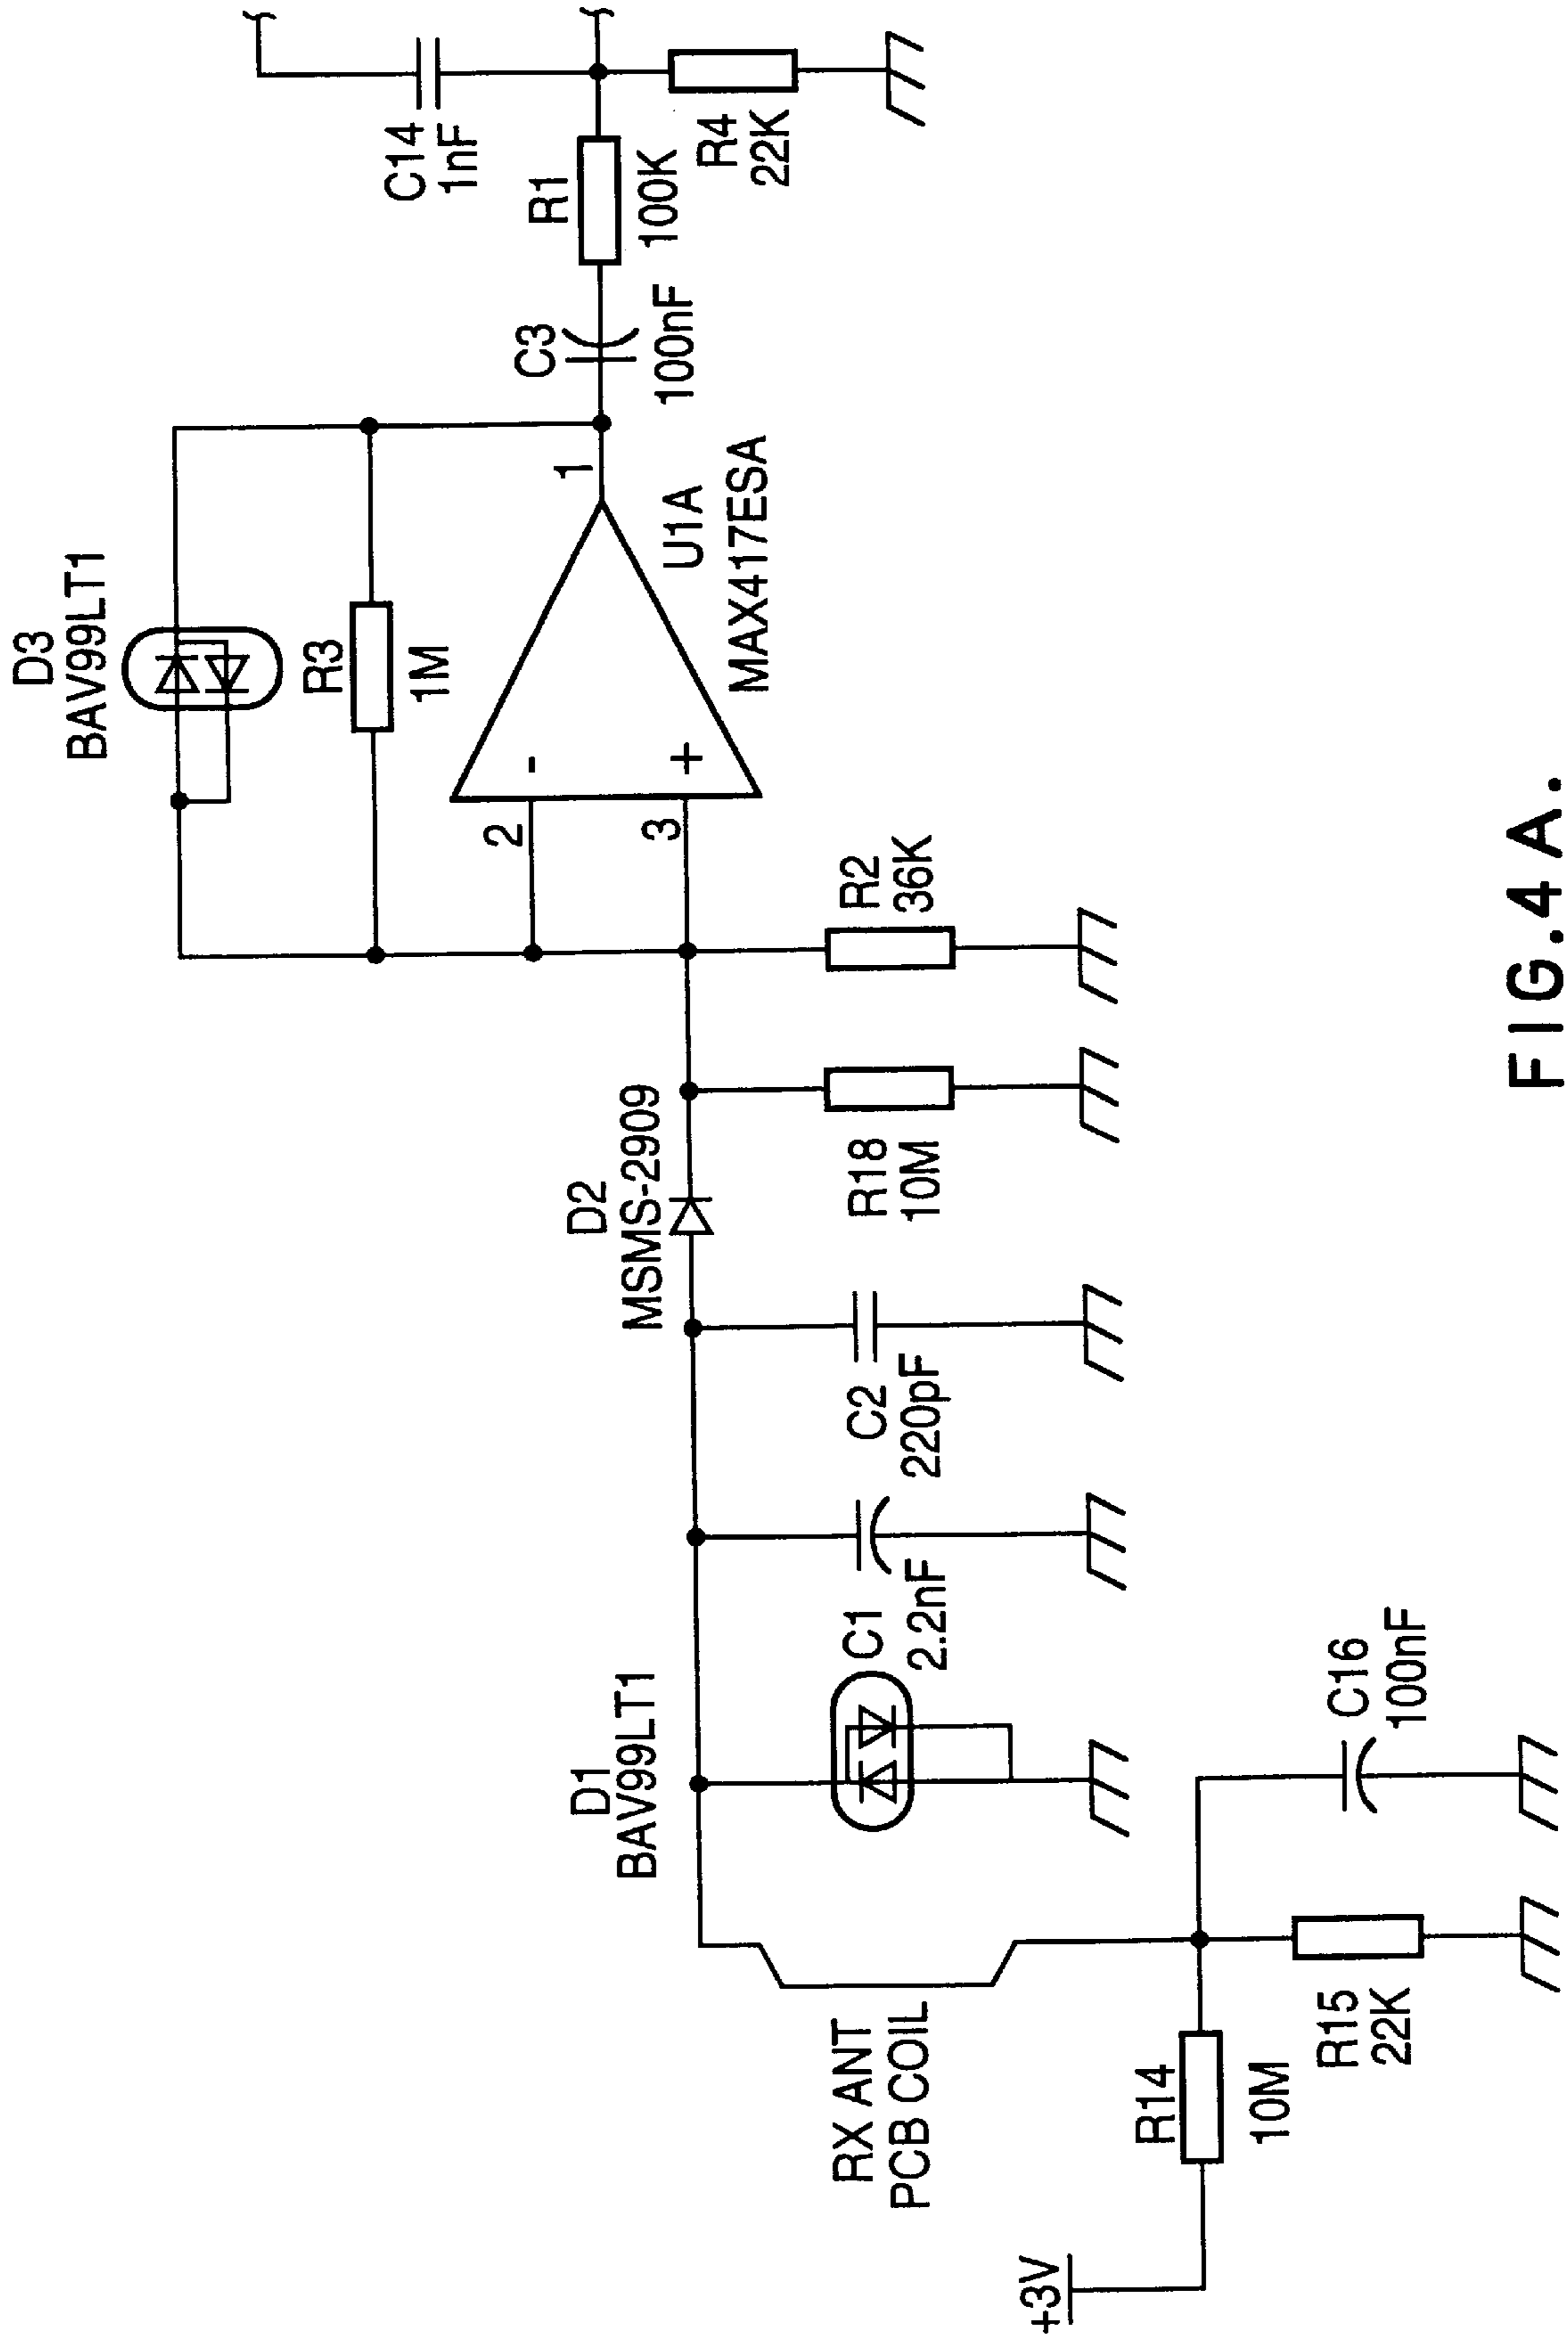 +3V
R14
10M
R15
22K
C16
100nF
RX ANT
PCB COIL
D1
BAV99LT1
C1
2.2nF
C2
220pF
D2
MSMS-2909
R18
10M
R2
36K
2
-
3
+
1
U1A
MAX417ESA
D3
BAV99LT1
R3
1M
C3
100nF
R1
100K
C14
1nF
R4
22K
FIG.4A.